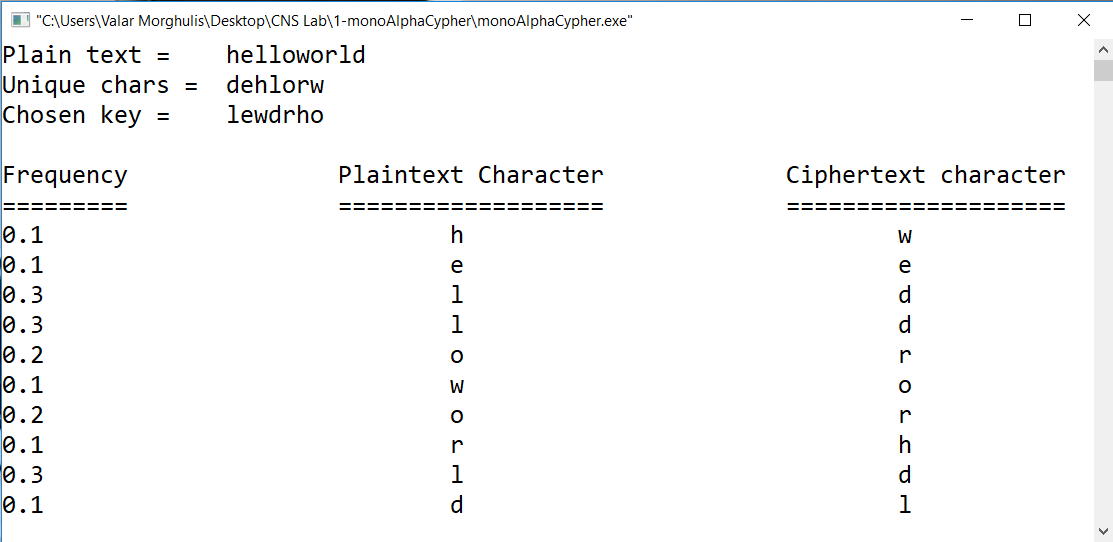 "C:\Users\Valar Morghulis\Desktop\CNS Lab\1-monoAlphaCypher\monoAlphaCypher.exe"
Plain text =    helloworld
Unique chars =  dehlorw
Chosen key =    lewdrho
Frequency               Plaintext Character             Ciphertext character
=========               ===================             ====================
0.1                             h                               w
0.1                             e                               e
0.3                             l                               d
0.3                             l                               d
0.2                             o                               r
0.1                             w                               o
0.2                             o                               r
0.1                             r                               h
0.3                             l                               d
0.1                             d                               l